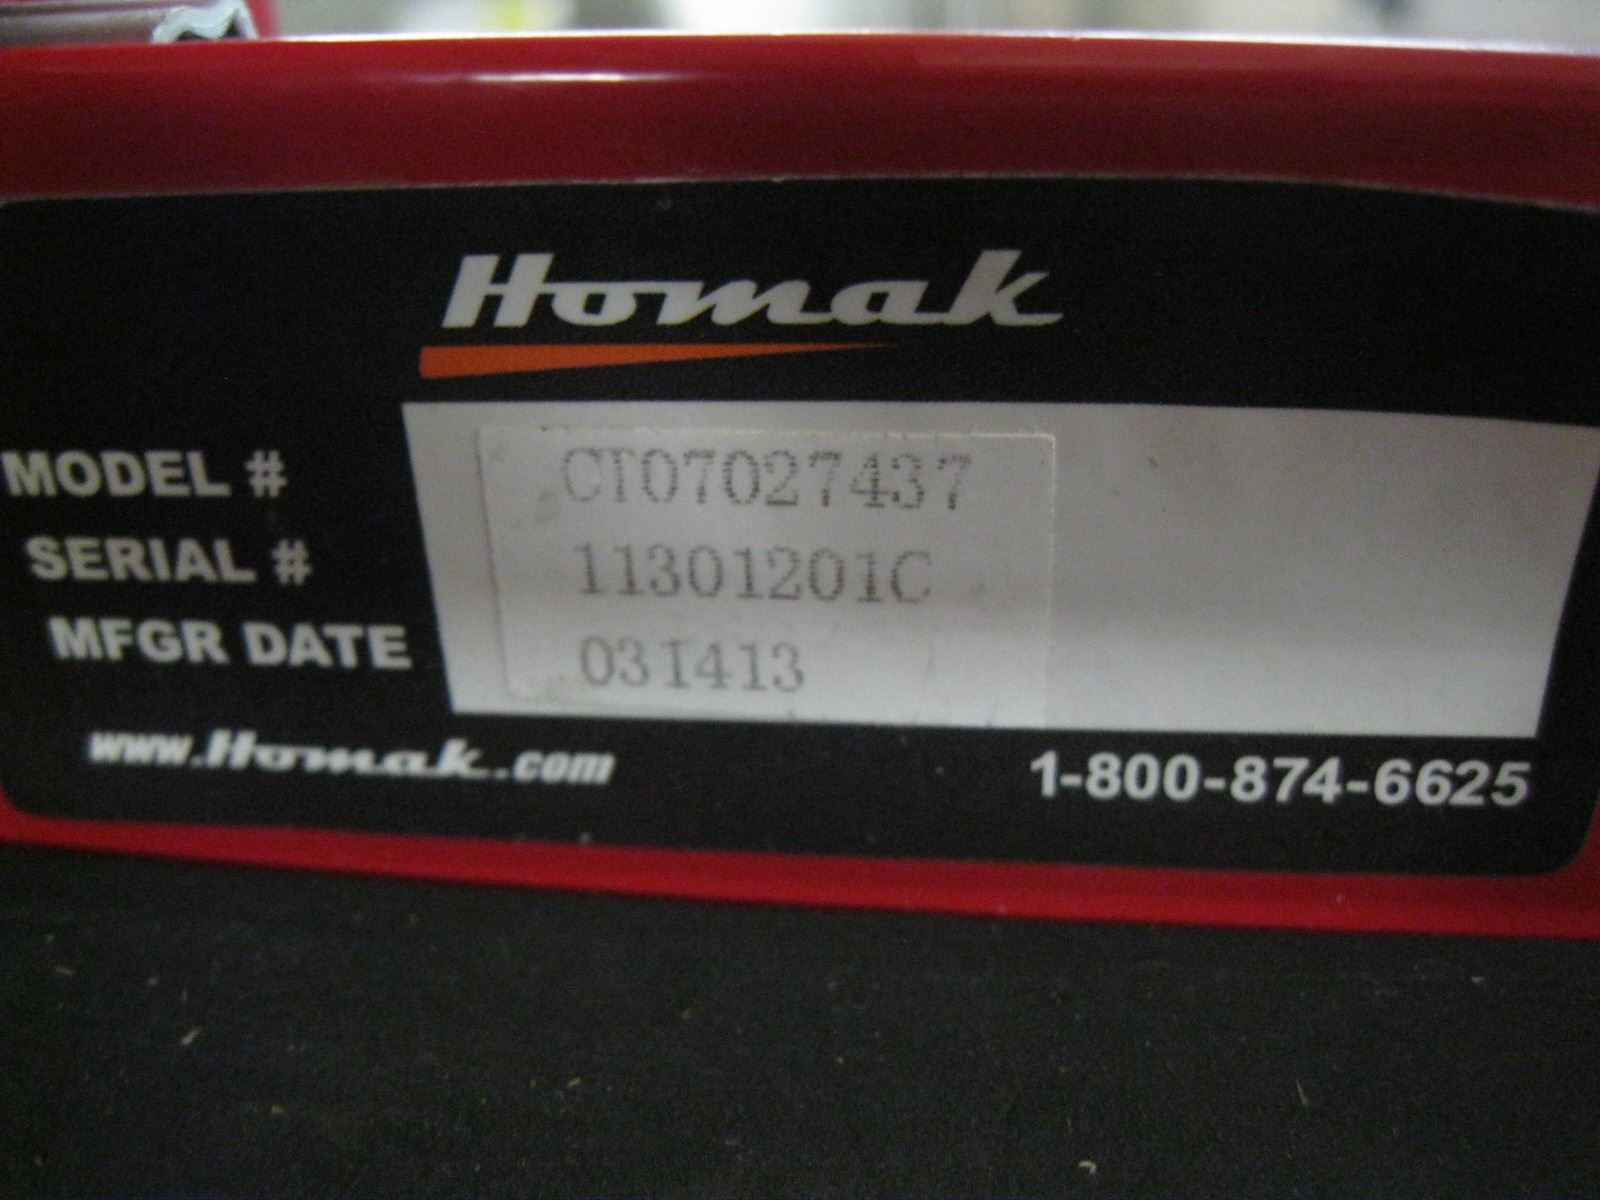 Homak
MODEL # CT07027437
SERIAL # 11301201C
MFGR DATE 031413
www.Homak.com
1-800-874-6625